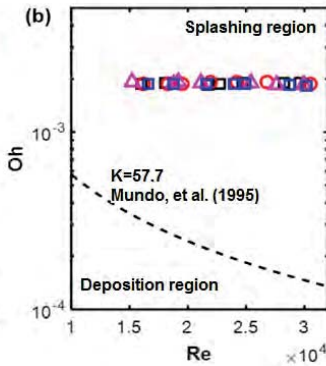 (b)
Splashing region
10⁻³
Oh
K=57.7
Mundo, et al. (1995)
Deposition region
10⁻⁴
1 1.5 2 2.5 3
Re
×10⁴